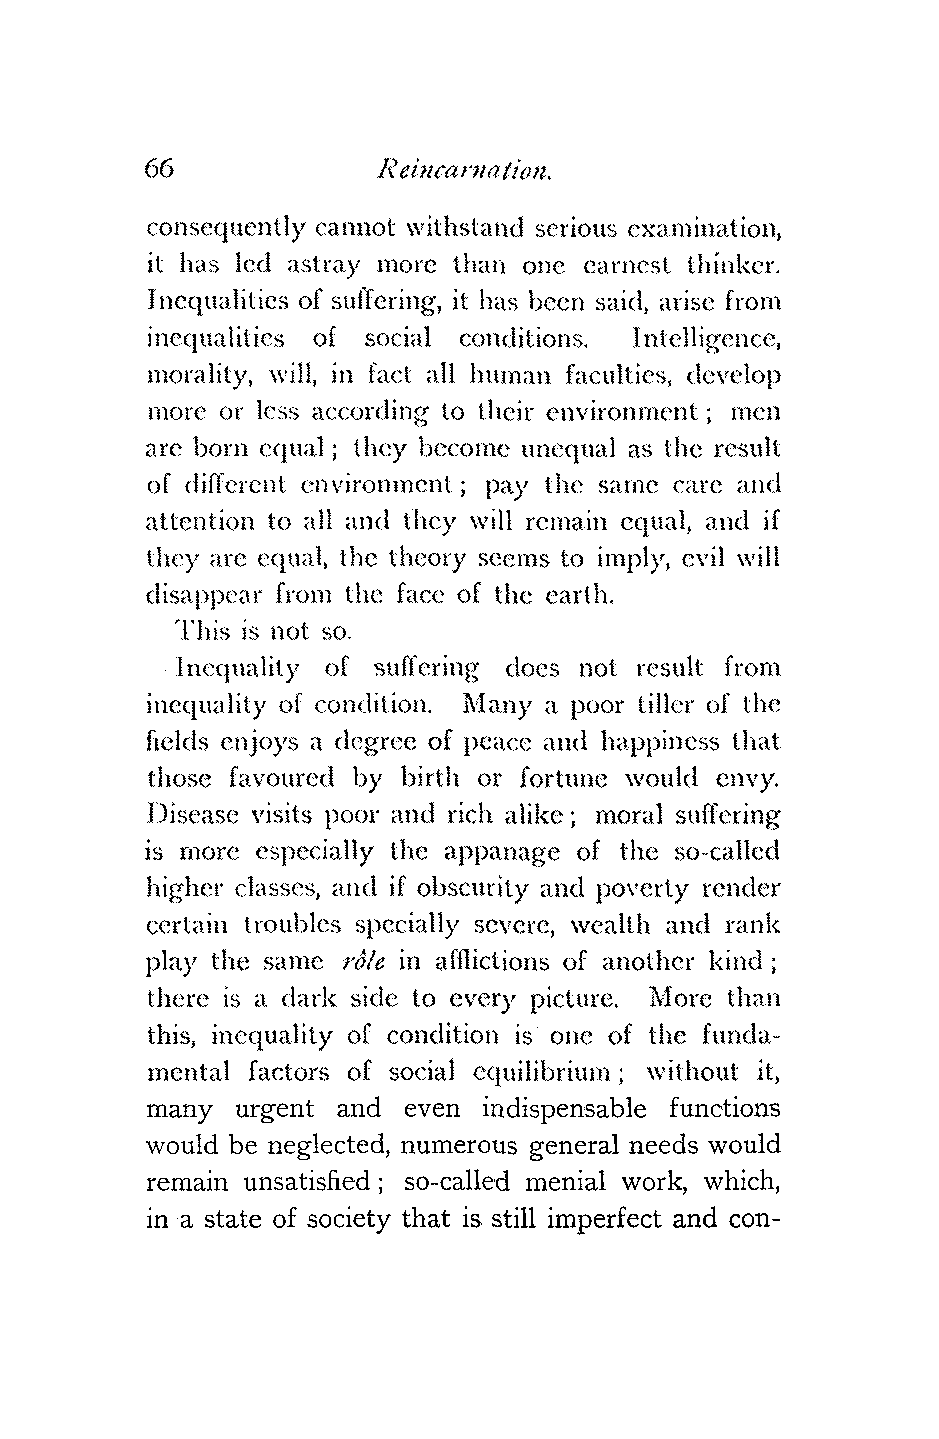 66 Reincarnation.
consequently cannot withstand serious examination,
it has led astray more than one earnest thinker.
Inequalities of suffering, it has been said, arise from
inequalities of social conditions. Intelligence,
morality, will, in fact all human faculties, develop
more or less according to their environment ; men
are born equal ; they become unequal as the result
of different environment ; pay the same care and
attention to all and they will remain equal, and if
they are equal, the theory seems to imply, evil will
disappear from the face of the earth.
This is not so.
Inequality of suffering does not result from
inequality of condition. Many a poor tiller of the
fields enjoys a degree of peace and happiness that
those favoured by birth or fortune would envy.
Disease visits poor and rich alike ; moral suffering
is more especially the appanage of the so-called
higher classes, and if obscurity and poverty render
certain troubles specially severe, wealth and rank
play the same rôle in afflictions of another kind ;
there is a dark side to every picture. More than
this, inequality of condition is one of the funda-
mental factors of social equilibrium ; without it,
many urgent and even indispensable functions
would be neglected, numerous general needs would
remain unsatisfied ; so-called menial work, which,
in a state of society that is still imperfect and con-